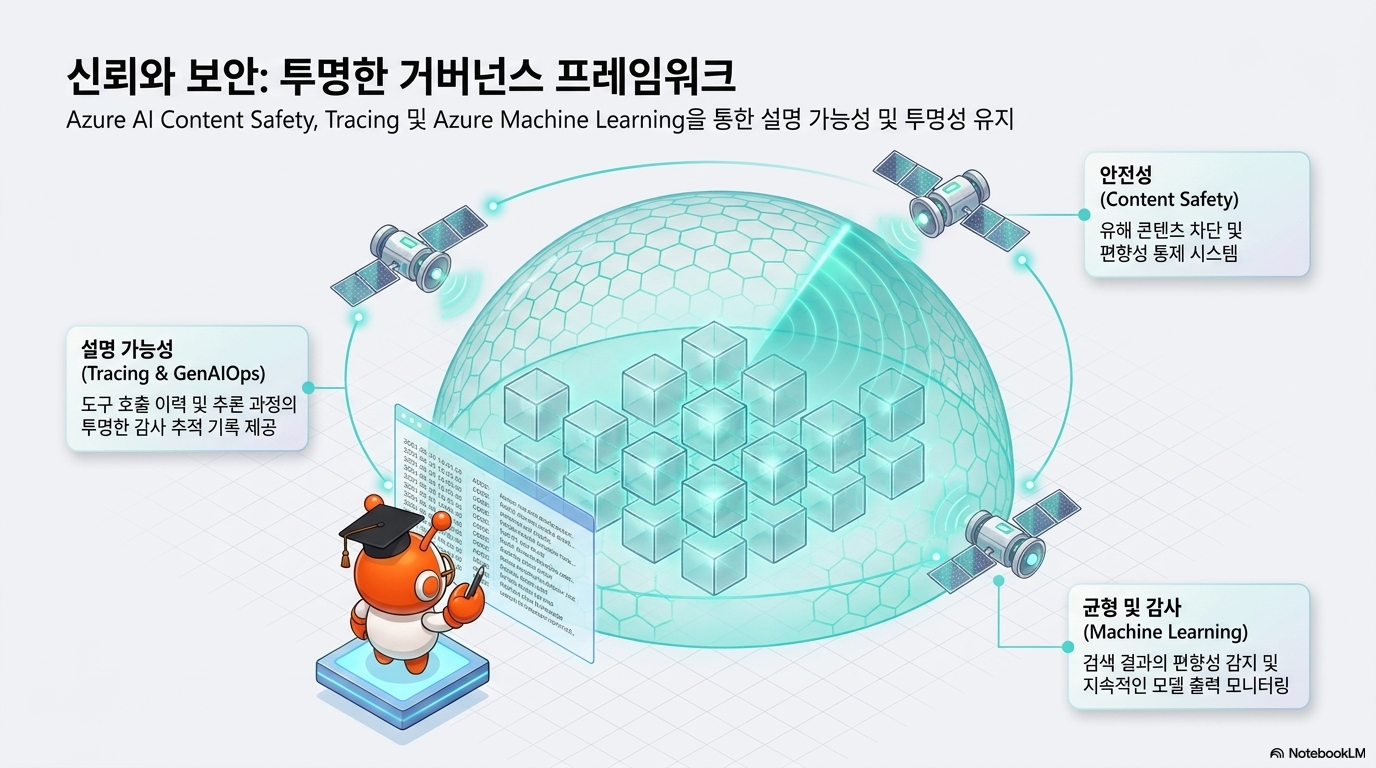 신뢰와 보안: 투명한 거버넌스 프레임워크
Azure AI Content Safety, Tracing 및 Azure Machine Learning을 통한 설명 가능성 및 투명성 유지
안전성
(Content Safety)
유해 콘텐츠 차단 및
편향성 통제 시스템
설명 가능성
(Tracing & GenAIOps)
도구 호출 이력 및 추론 과정의
투명한 감사 추적 기록 제공
균형 및 감사
(Machine Learning)
검색 결과의 편향성 감지 및
지속적인 모델 출력 모니터링
NotebookLM